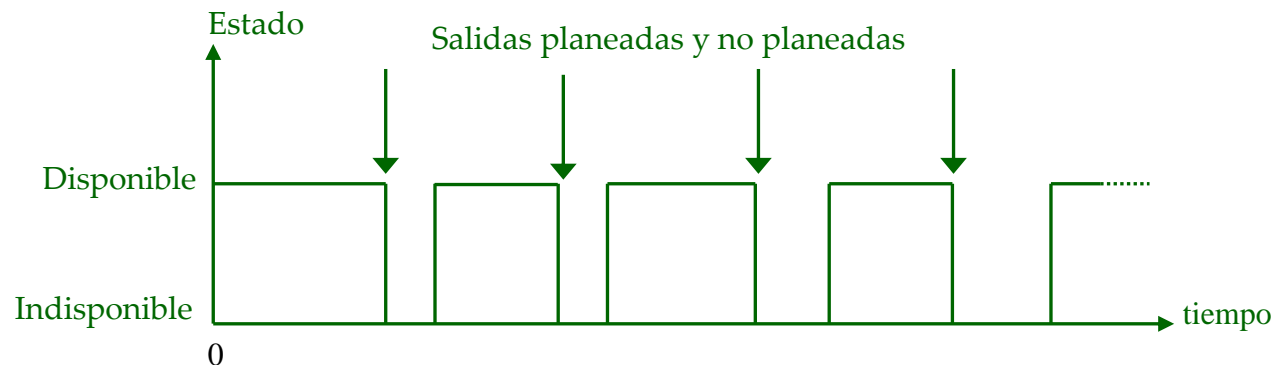 Estado
Salidas planeadas y no planeadas
Disponible
Indisponible
tiempo
0